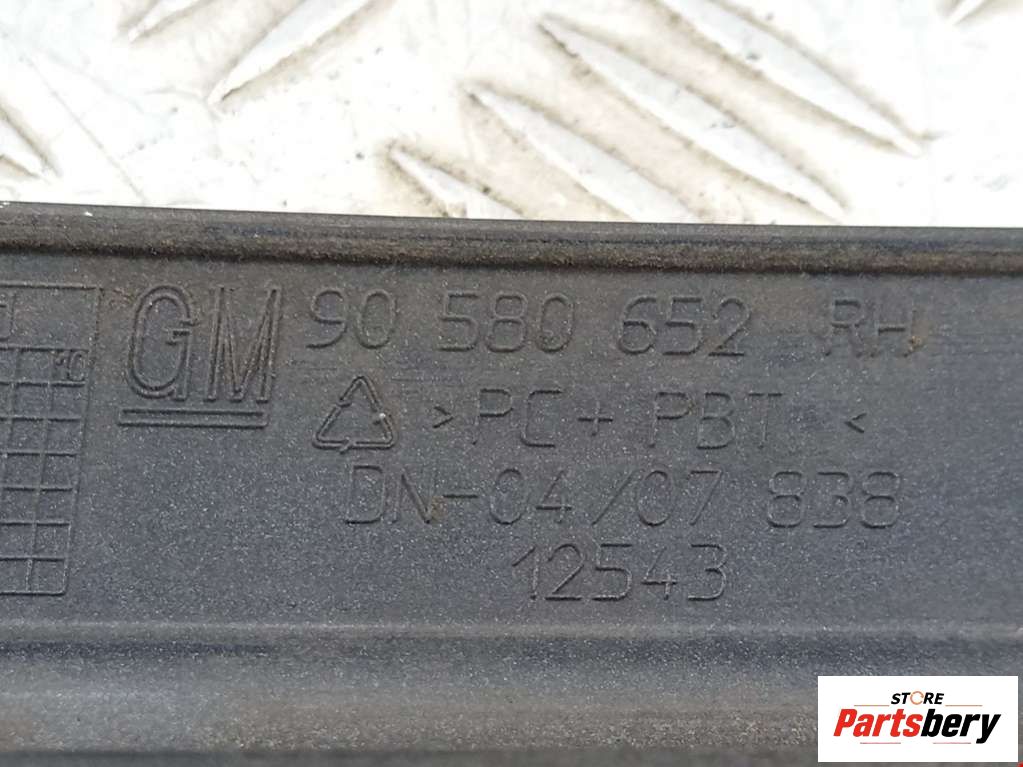 GM 90 580 652 RH
>PC+PBT<
DN-04/07 838
12543
STORE
Partsbery